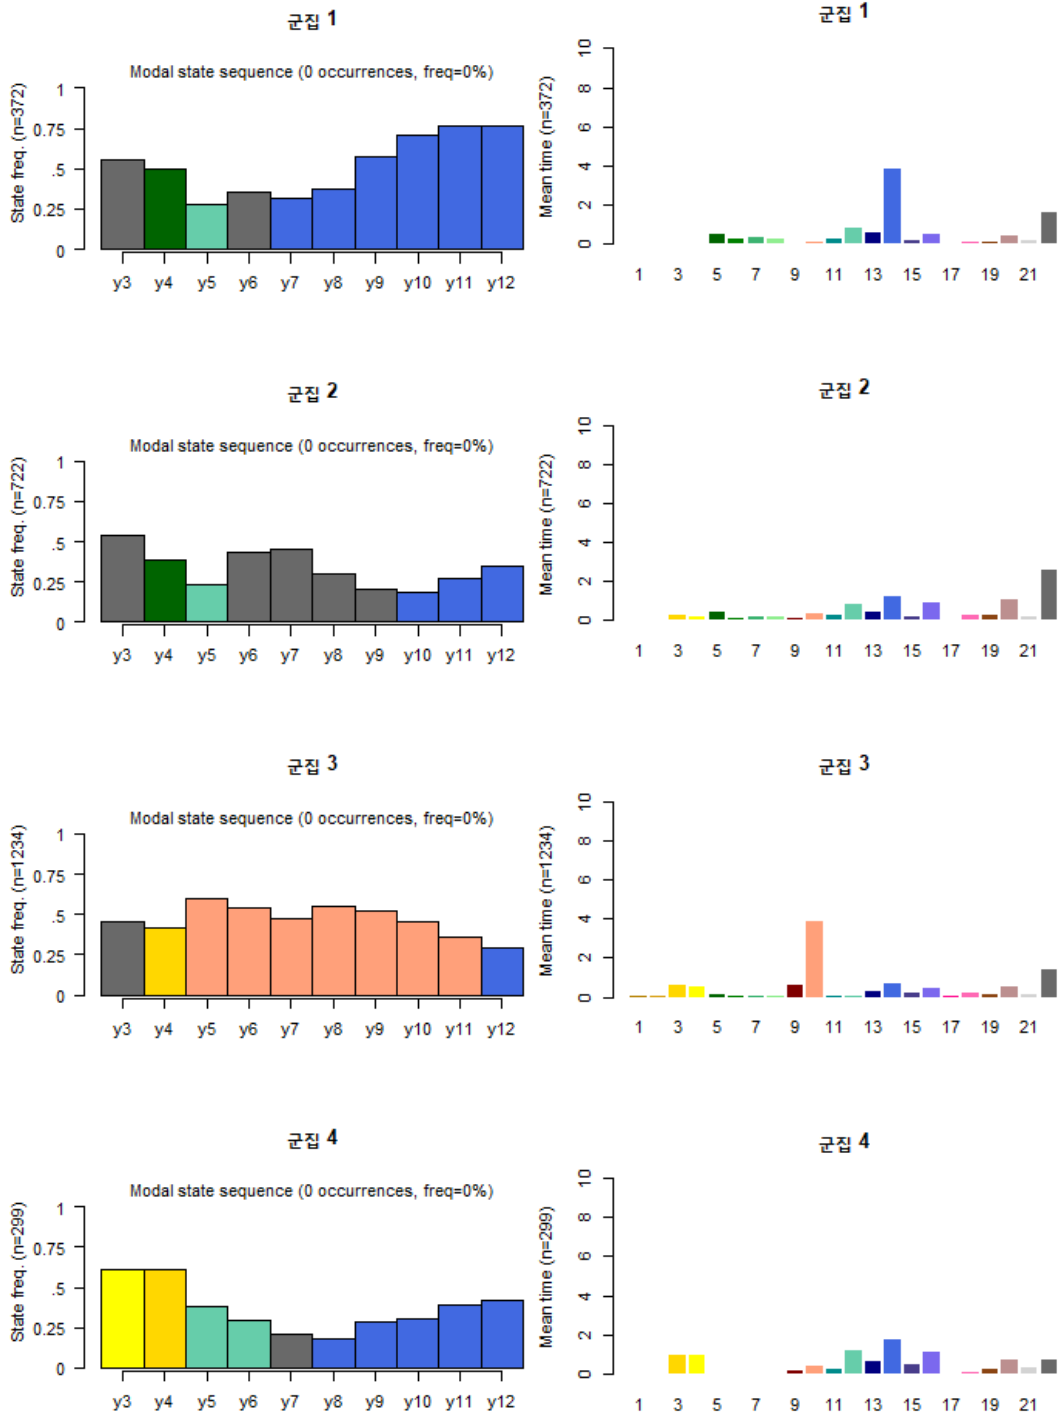 군집 1
Modal state sequence (0 occurrences, freq=0%)
State freq. (n=372)
1
0.75
.5
0.25
0
y3 y4 y5 y6 y7 y8 y9 y10 y11 y12
군집 1
Mean time (n=372)
10
8
6
4
2
0
1 3 5 7 9 11 13 15 17 19 21
군집 2
Modal state sequence (0 occurrences, freq=0%)
State freq. (n=722)
1
0.75
.5
0.25
0
y3 y4 y5 y6 y7 y8 y9 y10 y11 y12
군집 2
Mean time (n=722)
10
8
6
4
2
0
1 3 5 7 9 11 13 15 17 19 21
군집 3
Modal state sequence (0 occurrences, freq=0%)
State freq. (n=1234)
1
0.75
.5
0.25
0
y3 y4 y5 y6 y7 y8 y9 y10 y11 y12
군집 3
Mean time (n=1234)
10
8
6
4
2
0
1 3 5 7 9 11 13 15 17 19 21
군집 4
Modal state sequence (0 occurrences, freq=0%)
State freq. (n=299)
1
0.75
.5
0.25
0
y3 y4 y5 y6 y7 y8 y9 y10 y11 y12
군집 4
Mean time (n=299)
10
8
6
4
2
0
1 3 5 7 9 11 13 15 17 19 21